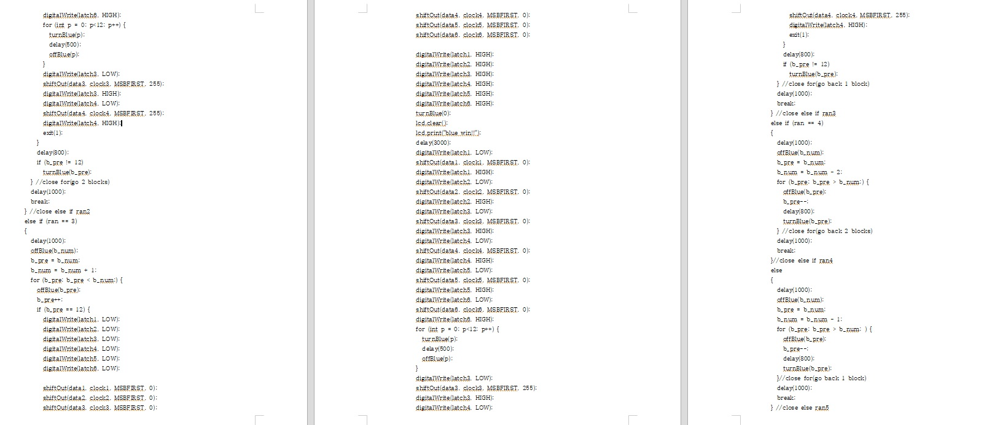 digitalWrite(latch6, HIGH);
for (int p = 0; p<12; p++) {
turnBlue(p);
delay(500);
offBlue(p);
}
digitalWrite(latch3, LOW);
shiftOut(data3, clock3, MSBFIRST, 255);
digitalWrite(latch3, HIGH);
digitalWrite(latch4, LOW);
shiftOut(data4, clock4, MSBFIRST, 255);
digitalWrite(latch4, HIGH);
exit(1);
}
delay(800);
if (b_pre != 12)
turnBlue(b_pre);
} //close for(go 2 blocks)
delay(1000);
break;
} //close else if ran2
else if (ran == 3)
{
delay(1000);
offBlue(b_num);
b_pre = b_num;
b_num = b_num + 1;
for (b_pre; b_pre < b_num;) {
offBlue(b_pre);
b_pre++;
if (b_pre == 12) {
digitalWrite(latch1, LOW);
digitalWrite(latch2, LOW);
digitalWrite(latch3, LOW);
digitalWrite(latch4, LOW);
digitalWrite(latch5, LOW);
digitalWrite(latch6, LOW);
shiftOut(data1, clock1, MSBFIRST, 0);
shiftOut(data2, clock2, MSBFIRST, 0);
shiftOut(data3, clock3, MSBFIRST, 0);
shiftOut(data4, clock4, MSBFIRST, 0);
shiftOut(data5, clock5, MSBFIRST, 0);
shiftOut(data6, clock6, MSBFIRST, 0);
digitalWrite(latch1, HIGH);
digitalWrite(latch2, HIGH);
digitalWrite(latch3, HIGH);
digitalWrite(latch4, HIGH);
digitalWrite(latch5, HIGH);
digitalWrite(latch6, HIGH);
turnBlue(0);
lcd.clear();
lcd.print("blue win!!");
delay(3000);
digitalWrite(latch1, LOW);
shiftOut(data1, clock1, MSBFIRST, 0);
digitalWrite(latch1, HIGH);
digitalWrite(latch2, LOW);
shiftOut(data2, clock2, MSBFIRST, 0);
digitalWrite(latch2, HIGH);
digitalWrite(latch3, LOW);
shiftOut(data3, clock3, MSBFIRST, 0);
digitalWrite(latch3, HIGH);
digitalWrite(latch4, LOW);
shiftOut(data4, clock4, MSBFIRST, 0);
digitalWrite(latch4, HIGH);
digitalWrite(latch5, LOW);
shiftOut(data5, clock5, MSBFIRST, 0);
digitalWrite(latch5, HIGH);
digitalWrite(latch6, LOW);
shiftOut(data6, clock6, MSBFIRST, 0);
digitalWrite(latch6, HIGH);
for (int p = 0; p<12; p++) {
turnBlue(p);
delay(500);
offBlue(p);
}
digitalWrite(latch3, LOW);
shiftOut(data3, clock3, MSBFIRST, 255);
digitalWrite(latch3, HIGH);
digitalWrite(latch4, LOW);
shiftOut(data4, clock4, MSBFIRST, 255);
digitalWrite(latch4, HIGH);
exit(1);
}
delay(800);
if (b_pre != 12)
turnBlue(b_pre);
} //close for(go back 1 block)
delay(1000);
break;
} //close else if ran3
else if (ran == 4)
{
delay(1000);
offBlue(b_num);
b_pre = b_num;
b_num = b_num - 2;
for (b_pre; b_pre > b_num;) {
offBlue(b_pre);
b_pre--;
delay(800);
turnBlue(b_pre);
} //close for(go back 2 blocks)
delay(1000);
break;
}//close else if ran4
else
{
delay(1000);
offBlue(b_num);
b_pre = b_num;
b_num = b_num - 1;
for (b_pre; b_pre > b_num; ) {
offBlue(b_pre);
b_pre--;
delay(800);
turnBlue(b_pre);
}//close for(go back 1 block)
delay(1000);
break;
} //close else ran5